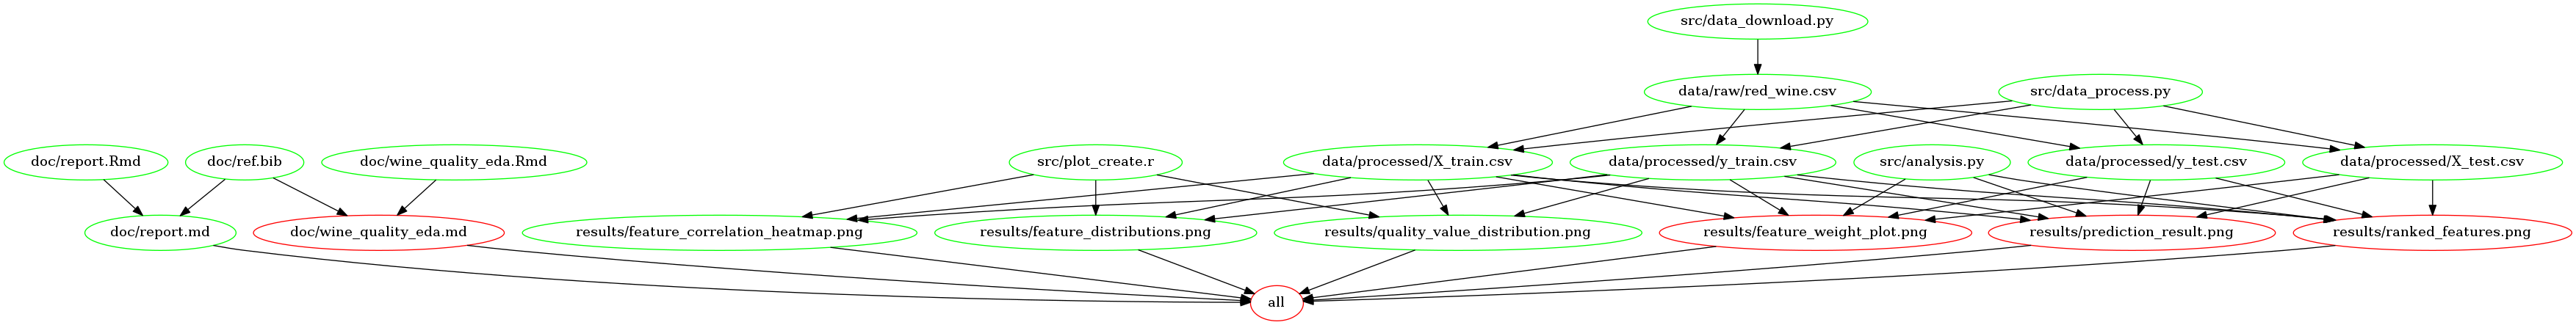 src/data_download.py
data/raw/red_wine.csv
src/data_process.py
doc/report.Rmd
doc/ref.bib
doc/wine_quality_eda.Rmd
src/plot_create.r
data/processed/X_train.csv
data/processed/y_train.csv
src/analysis.py
data/processed/y_test.csv
data/processed/X_test.csv
doc/report.md
doc/wine_quality_eda.md
results/feature_correlation_heatmap.png
results/feature_distributions.png
results/quality_value_distribution.png
results/feature_weight_plot.png
results/prediction_result.png
results/ranked_features.png
all